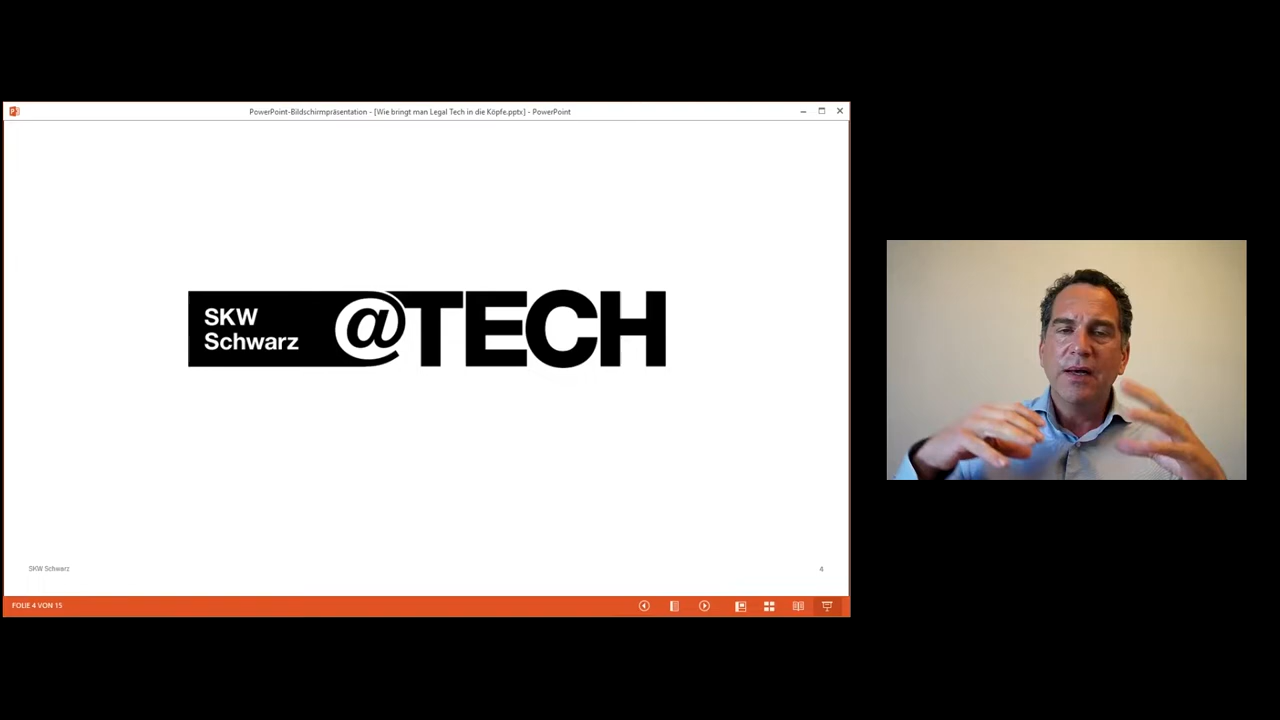 PowerPoint-Bildschirmpräsentation - [Wie bringt man Legal Tech in die Köpfe.pptx] - PowerPoint
SKW
Schwarz
@TECH
SKW Schwarz
4
FOLIE 4 VON 15